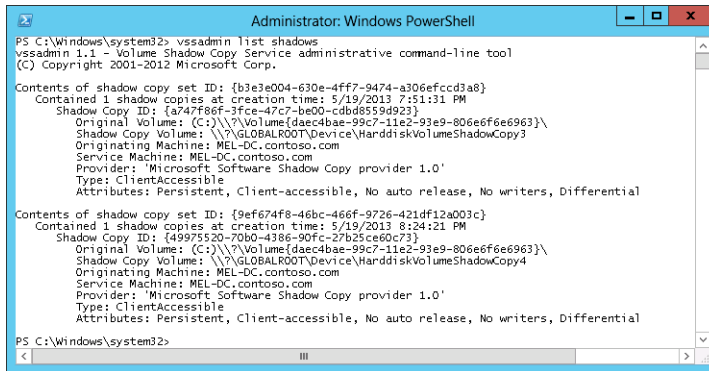 Administrator: Windows PowerShell
PS C:\Windows\system32> vssadmin list shadows
vssadmin 1.1 - Volume Shadow Copy Service administrative command-line tool
(C) Copyright 2001-2012 Microsoft Corp.
Contents of shadow copy set ID: {b3e3e004-630e-4ff7-9474-a306efccd3a8}
Contained 1 shadow copies at creation time: 5/19/2013 7:51:31 PM
Shadow Copy ID: {a747f86f-3fce-47c7-be00-cdbd8559d923}
Original Volume: (C:)\\?\Volume{daec4bae-99c7-11e2-93e9-806e6f6e6963}\
Shadow Copy Volume: \\?\GLOBALROOT\Device\HarddiskVolumeShadowCopy3
Originating Machine: MEL-DC.contoso.com
Service Machine: MEL-DC.contoso.com
Provider: 'Microsoft Software Shadow Copy provider 1.0'
Type: ClientAccessible
Attributes: Persistent, Client-accessible, No auto release, No writers, Differential
Contents of shadow copy set ID: {9ef674f8-46bc-466f-9726-421df12a003c}
Contained 1 shadow copies at creation time: 5/19/2013 8:24:21 PM
Shadow Copy ID: {49975520-70b0-4386-90fc-27b25ce60c73}
Original Volume: (C:)\\?\Volume{daec4bae-99c7-11e2-93e9-806e6f6e6963}\
Shadow Copy Volume: \\?\GLOBALROOT\Device\HarddiskVolumeShadowCopy4
Originating Machine: MEL-DC.contoso.com
Service Machine: MEL-DC.contoso.com
Provider: 'Microsoft Software Shadow Copy provider 1.0'
Type: ClientAccessible
Attributes: Persistent, Client-accessible, No auto release, No writers, Differential
PS C:\Windows\system32>